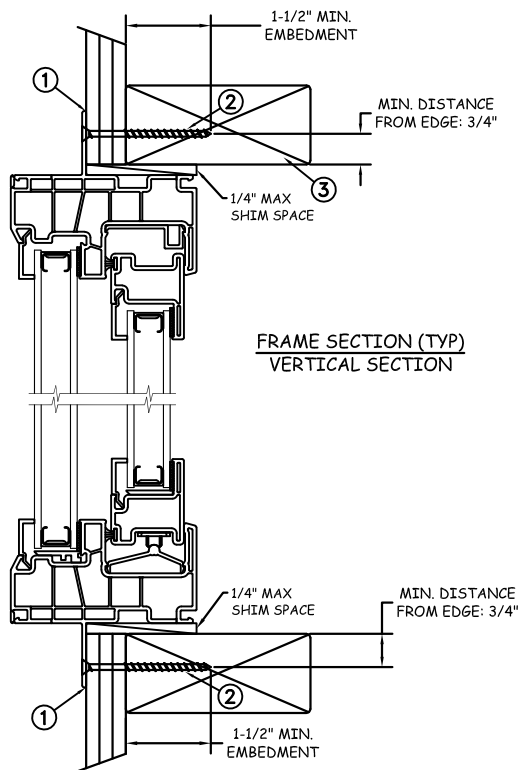 1-1/2" MIN.
EMBEDMENT
1
2
MIN. DISTANCE
FROM EDGE: 3/4"
3
1/4" MAX
SHIM SPACE
FRAME SECTION (TYP)
VERTICAL SECTION
1/4" MAX
SHIM SPACE
MIN. DISTANCE
FROM EDGE: 3/4"
2
1
1-1/2" MIN.
EMBEDMENT